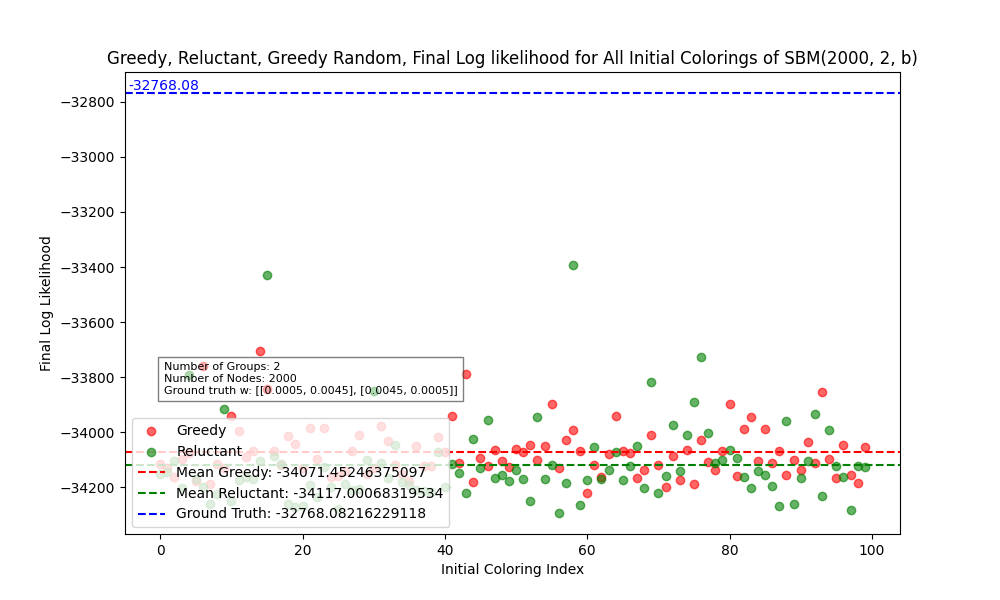 Greedy, Reluctant, Greedy Random, Final Log likelihood for All Initial Colorings of SBM(2000, 2, b)
-32768.08
−32800
−33000
−33200
−33400
−33600
−33800
−34000
−34200
Final Log Likelihood
Number of Groups: 2
Number of Nodes: 2000
Ground truth w: [[0.0005, 0.0045], [0.0045, 0.0005]]
Greedy
Reluctant
Mean Greedy: -34071.45246375097
Mean Reluctant: -34117.00068319534
Ground Truth: -32768.08216229118
0
20
40
60
80
100
Initial Coloring Index